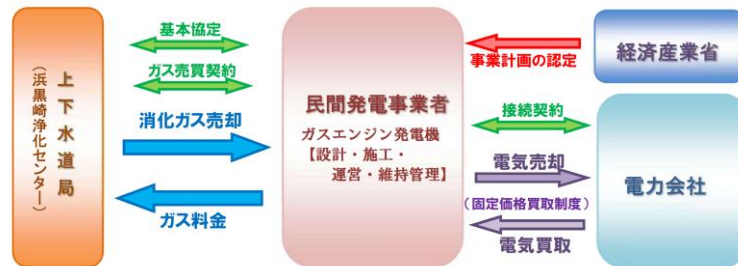 上下水道局
（浜黒崎浄化センター）
基本協定
ガス売買契約
消化ガス売却
ガス料金
民間発電事業者
ガスエンジン発電機
【設計・施工・
運営・維持管理】
事業計画の認定
経済産業省
接続契約
電気売却
（固定価格買取制度）
電気買取
電力会社